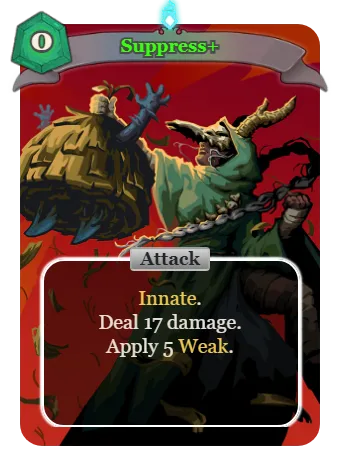 0
Suppress+
Attack
Innate.
Deal 17 damage.
Apply 5 Weak.